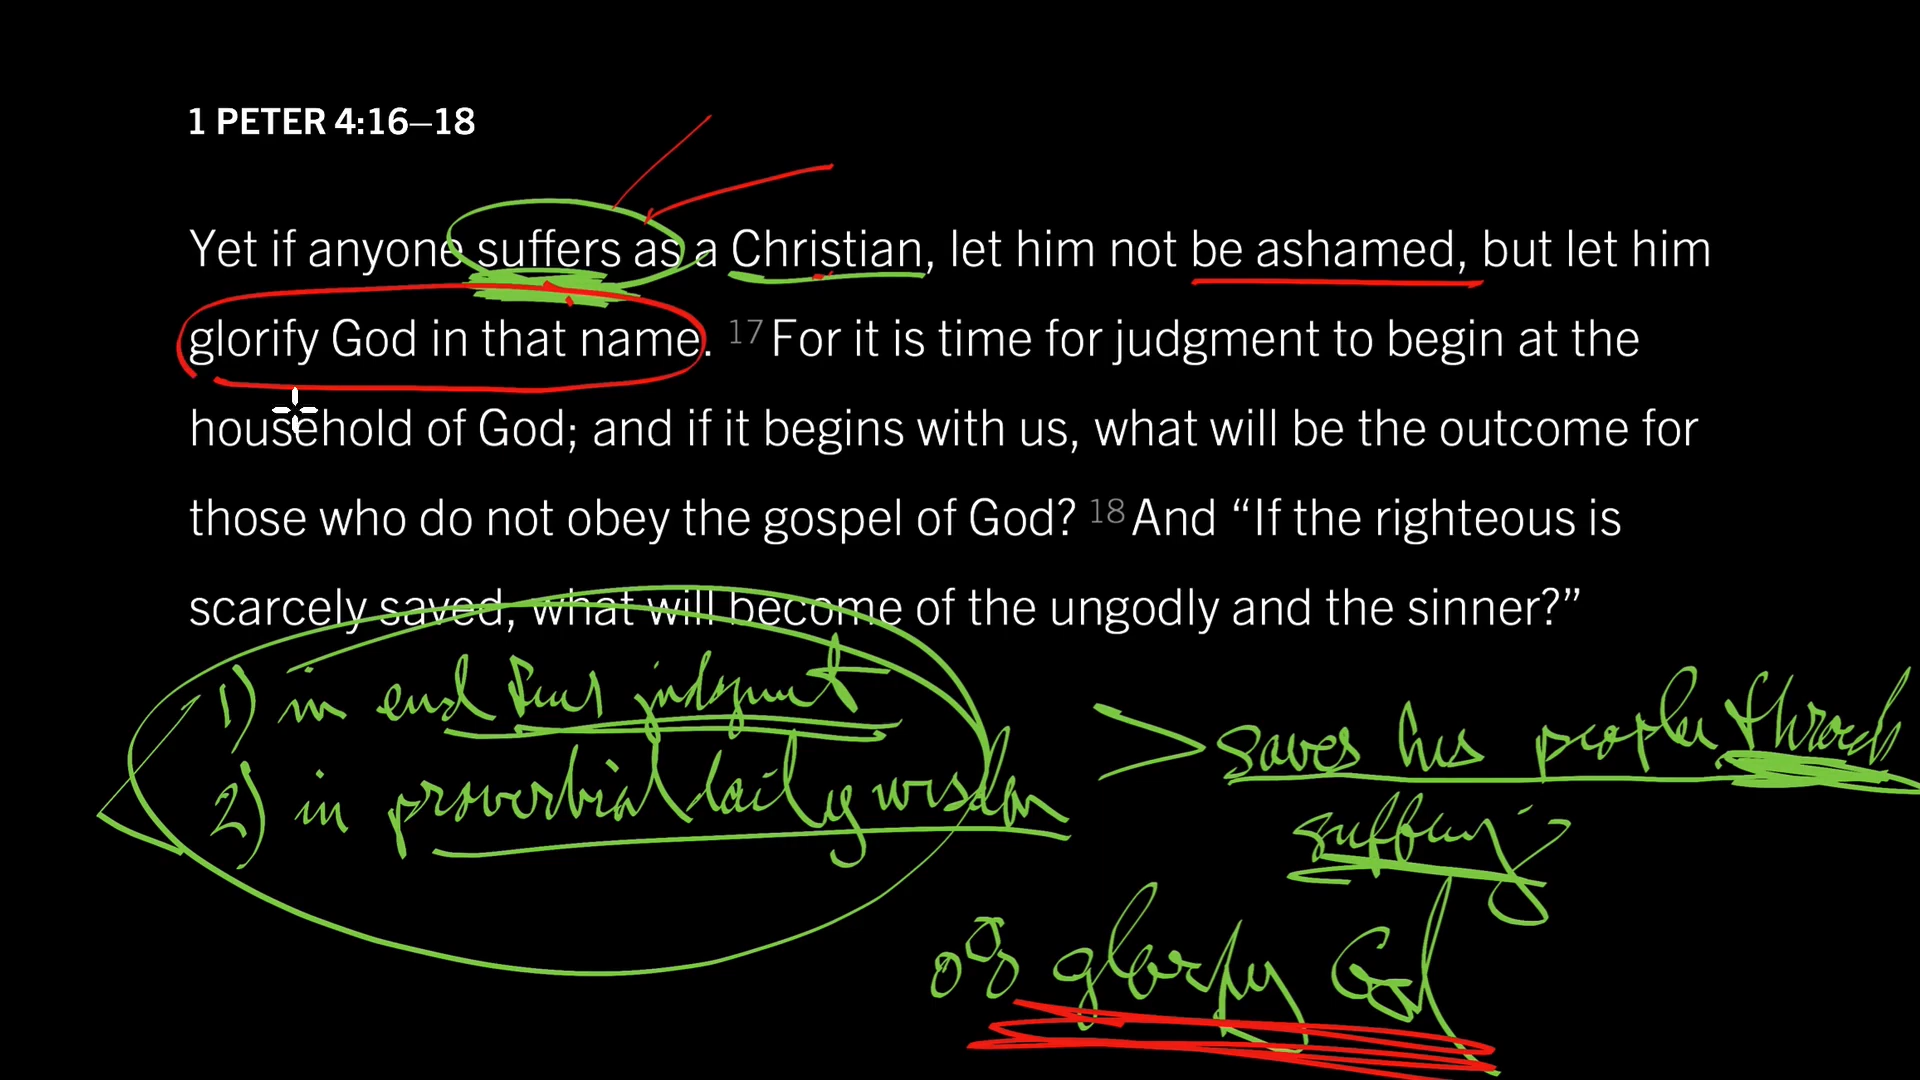 1 PETER 4:16–18
Yet if anyone suffers as a Christian, let him not be ashamed, but let him
glorify God in that name. 17 For it is time for judgment to begin at the
household of God; and if it begins with us, what will be the outcome for
those who do not obey the gospel of God? 18 And “If the righteous is
scarcely saved, what will become of the ungodly and the sinner?”
1) in end judgment
2) in proverbial daily wisdom
saves his people through
suffering
glorify God